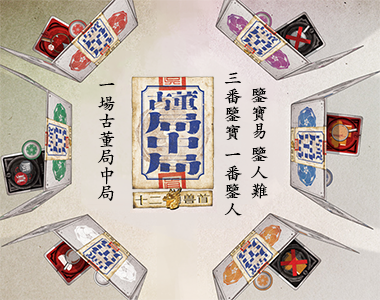 鑒寶易 鑒人難
三番鑒寶 一番鑒人
古董
局
中
局
十二兽首
一場古董局中局